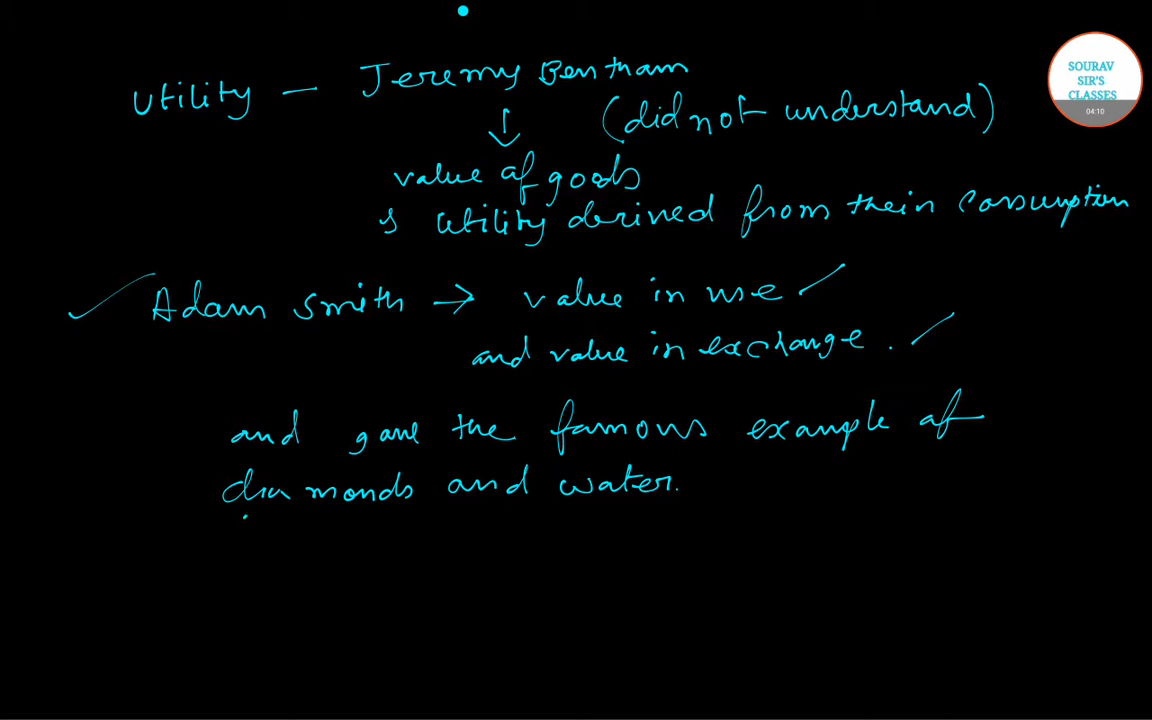 Utility - Jeremy Bentham
(did not understand)
value of goods
is utility derived from their consumption
Adam Smith → value in use ✓
and value in exchange. ✓
and gave the famous example of
diamonds and water.
SOURAV
SIR'S
CLASSES
04:10